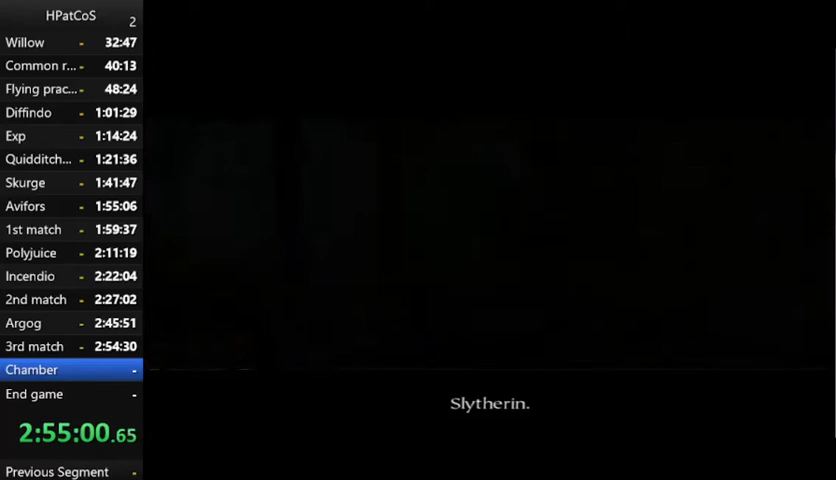 HPatCoS
2
Willow - 32:47
Common r... - 40:13
Flying prac... - 48:24
Diffindo - 1:01:29
Exp - 1:14:24
Quidditch... - 1:21:36
Skurge - 1:41:47
Avifors - 1:55:06
1st match - 1:59:37
Polyjuice - 2:11:19
Incendio - 2:22:04
2nd match - 2:27:02
Argog - 2:45:51
3rd match - 2:54:30
Chamber -
End game -
Slytherin.
2:55:00.65
Previous Segment -